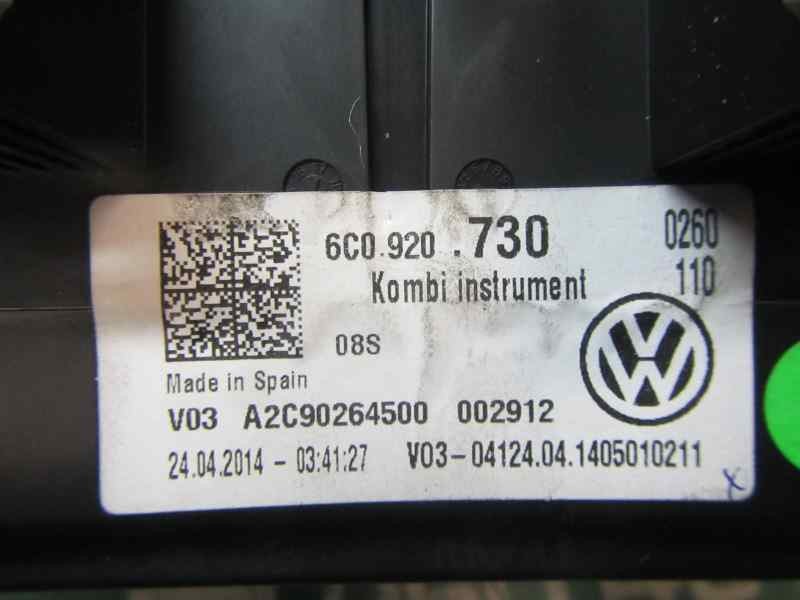 6C0.920 .730 0260
Kombi instrument 110
08S
Made in Spain
V03 A2C90264500 002912
24.04.2014 - 03:41:27 V03-04124.04.1405010211
x